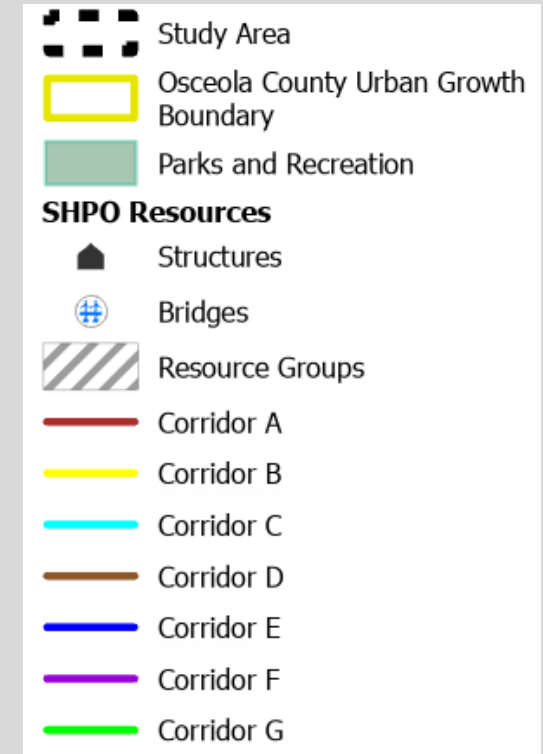 Study Area
Osceola County Urban Growth
Boundary
Parks and Recreation
SHPO Resources
Structures
Bridges
Resource Groups
Corridor A
Corridor B
Corridor C
Corridor D
Corridor E
Corridor F
Corridor G